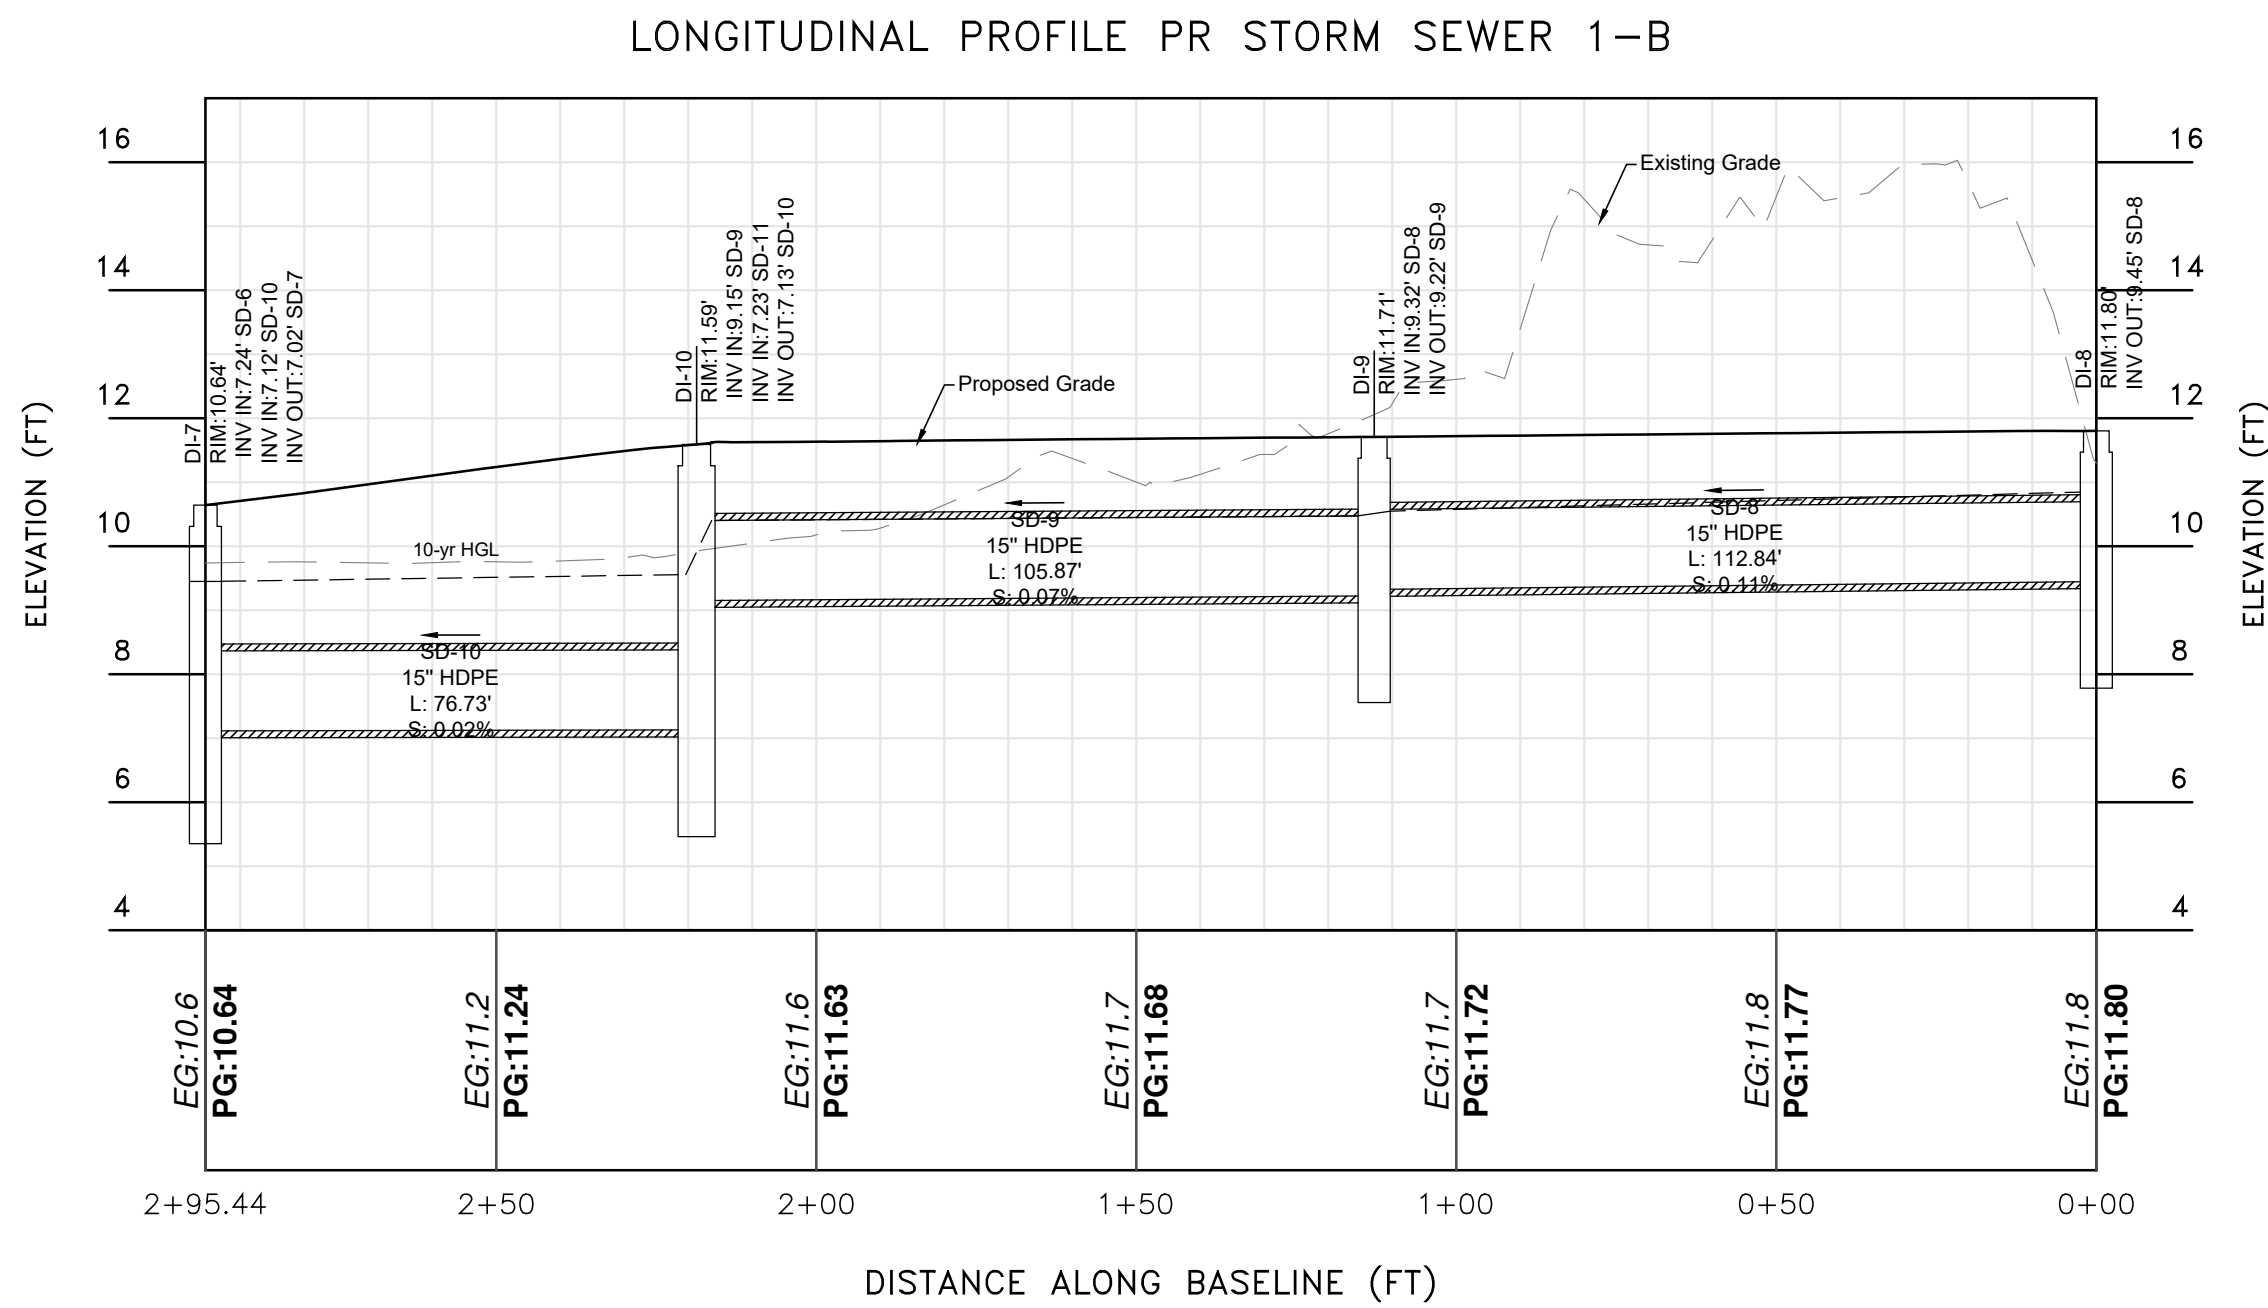 LONGITUDINAL PROFILE PR STORM SEWER 1-B
16
14
12
10
8
6
4
ELEVATION (FT)
DI-7
RIM:10.64'
INV IN:7.24' SD-6
INV IN:7.12' SD-10
INV OUT:7.02' SD-7
DI-10
RIM:11.59'
INV IN:9.15' SD-9
INV IN:7.23' SD-11
INV OUT:7.13' SD-10
Proposed Grade
DI-9
RIM:11.71'
INV IN:9.32' SD-8
INV OUT:9.22' SD-9
Existing Grade
DI-8
RIM:11.80'
INV OUT:9.45' SD-8
10-yr HGL
SD-10
15" HDPE
L: 76.73'
S: 0.02%
SD-9
15" HDPE
L: 105.87'
S: 0.07%
SD-8
15" HDPE
L: 112.84'
S: 0.11%
16
14
12
10
8
6
4
ELEVATION (FT)
EG:10.6
PG:10.64
EG:11.2
PG:11.24
EG:11.6
PG:11.63
EG:11.7
PG:11.68
EG:11.7
PG:11.72
EG:11.8
PG:11.77
EG:11.8
PG:11.80
2+95.44
2+50
2+00
1+50
1+00
0+50
0+00
DISTANCE ALONG BASELINE (FT)